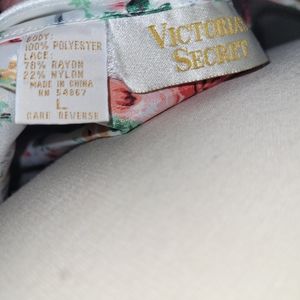 BODY:
100% POLYESTER
LACE:
78% RAYON
22% NYLON
MADE IN CHINA
RN 54867
L
CARE REVERSE
VICTORIA'S
SECRET